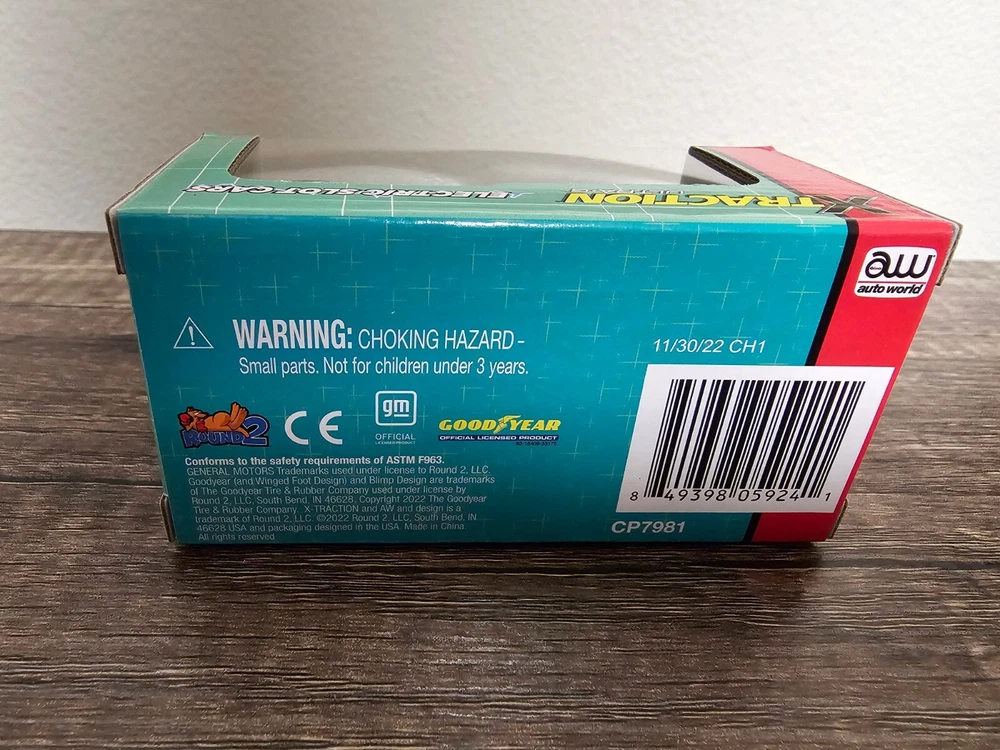 ELECTRIC SLOT CARS
X TRACTION
aw
auto world
WARNING: CHOKING HAZARD -
Small parts. Not for children under 3 years.
11/30/22 CH1
ROUND 2
CE
gm
OFFICIAL
LICENSED PRODUCT
GOODYEAR
OFFICIAL LICENSED PRODUCT
Conforms to the safety requirements of ASTM F963.
GENERAL MOTORS Trademarks used under license to Round 2, LLC.
Goodyear (and Winged Foot Design) and Blimp Design are trademarks
of The Goodyear Tire & Rubber Company used under license by
Round 2, LLC, South Bend, IN 46628. Copyright 2022 The Goodyear
Tire & Rubber Company. X-TRACTION and AW and design is a
trademark of Round 2, LLC. ©2022 Round 2, LLC, South Bend, IN
46628 USA and packaging designed in the USA. Made in China
All rights reserved
8 49398 05924 1
CP7981